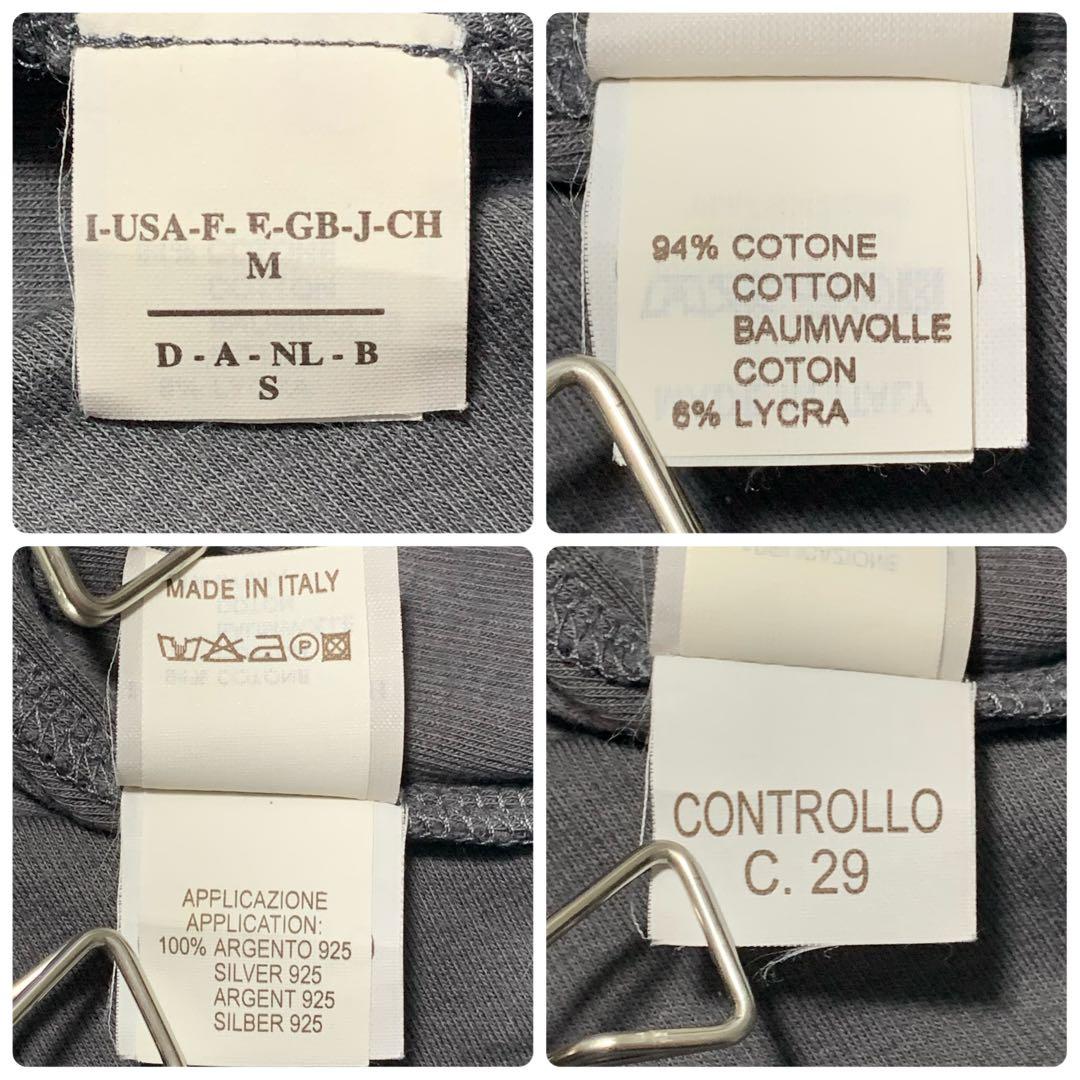 I-USA-F- E-GB-J-CH
M
D - A - NL - B
S
94% COTONE
COTTON
BAUMWOLLE
COTON
6% LYCRA
MADE IN ITALY
P
APPLICAZIONE
APPLICATION:
100% ARGENTO 925
SILVER 925
ARGENT 925
SILBER 925
CONTROLLO
C. 29